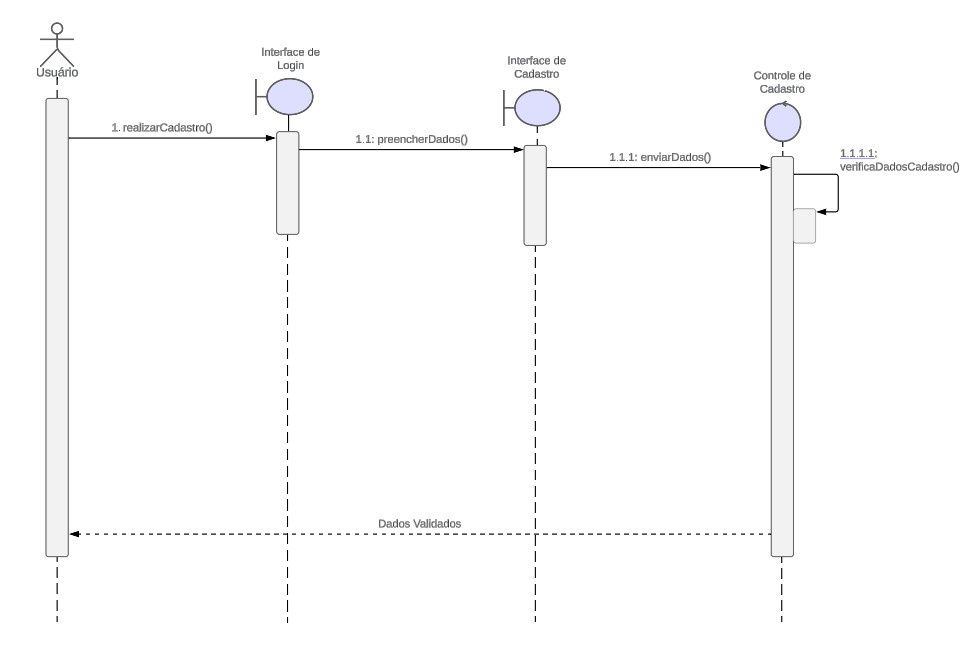 Usuário
Interface de
Login
Interface de
Cadastro
Controle de
Cadastro
1. realizarCadastro()
1.1: preencherDados()
1.1.1: enviarDados()
1.1.1.1:
verificaDadosCadastro()
Dados Validados